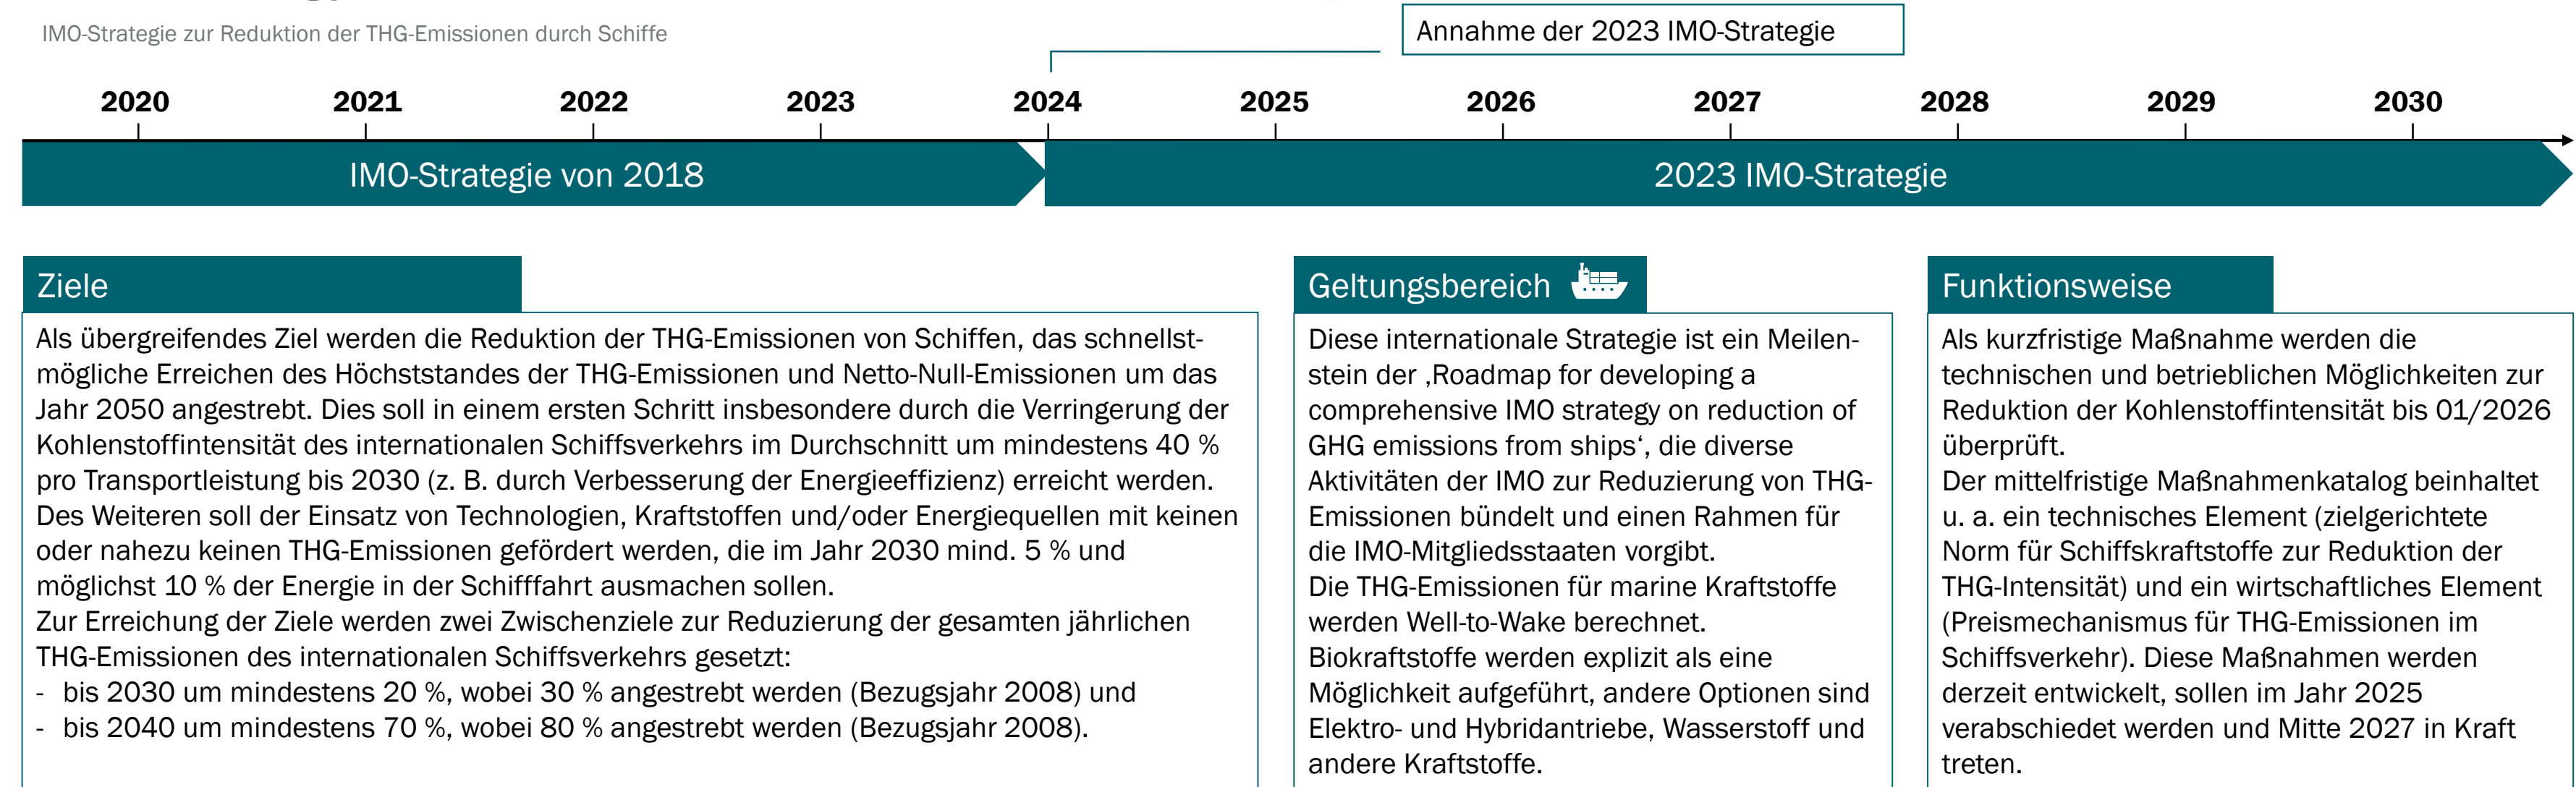 IMO-Strategie zur Reduktion der THG-Emissionen durch Schiffe
Annahme der 2023 IMO-Strategie
2020 2021 2022 2023 2024 2025 2026 2027 2028 2029 2030
IMO-Strategie von 2018
2023 IMO-Strategie
Ziele
Als übergreifendes Ziel werden die Reduktion der THG-Emissionen von Schiffen, das schnellst-
mögliche Erreichen des Höchststandes der THG-Emissionen und Netto-Null-Emissionen um das
Jahr 2050 angestrebt. Dies soll in einem ersten Schritt insbesondere durch die Verringerung der
Kohlenstoffintensität des internationalen Schiffsverkehrs im Durchschnitt um mindestens 40 %
pro Transportleistung bis 2030 (z. B. durch Verbesserung der Energieeffizienz) erreicht werden.
Des Weiteren soll der Einsatz von Technologien, Kraftstoffen und/oder Energiequellen mit keinen
oder nahezu keinen THG-Emissionen gefördert werden, die im Jahr 2030 mind. 5 % und
möglichst 10 % der Energie in der Schifffahrt ausmachen sollen.
Zur Erreichung der Ziele werden zwei Zwischenziele zur Reduzierung der gesamten jährlichen
THG-Emissionen des internationalen Schiffsverkehrs gesetzt:
- bis 2030 um mindestens 20 %, wobei 30 % angestrebt werden (Bezugsjahr 2008) und
- bis 2040 um mindestens 70 %, wobei 80 % angestrebt werden (Bezugsjahr 2008).
Geltungsbereich
Diese internationale Strategie ist ein Meilen-
stein der ‚Roadmap for developing a
comprehensive IMO strategy on reduction of
GHG emissions from ships‘, die diverse
Aktivitäten der IMO zur Reduzierung von THG-
Emissionen bündelt und einen Rahmen für
die IMO-Mitgliedsstaaten vorgibt.
Die THG-Emissionen für marine Kraftstoffe
werden Well-to-Wake berechnet.
Biokraftstoffe werden explizit als eine
Möglichkeit aufgeführt, andere Optionen sind
Elektro- und Hybridantriebe, Wasserstoff und
andere Kraftstoffe.
Funktionsweise
Als kurzfristige Maßnahme werden die
technischen und betrieblichen Möglichkeiten zur
Reduktion der Kohlenstoffintensität bis 01/2026
überprüft.
Der mittelfristige Maßnahmenkatalog beinhaltet
u. a. ein technisches Element (zielgerichtete
Norm für Schiffskraftstoffe zur Reduktion der
THG-Intensität) und ein wirtschaftliches Element
(Preismechanismus für THG-Emissionen im
Schiffsverkehr). Diese Maßnahmen werden
derzeit entwickelt, sollen im Jahr 2025
verabschiedet werden und Mitte 2027 in Kraft
treten.